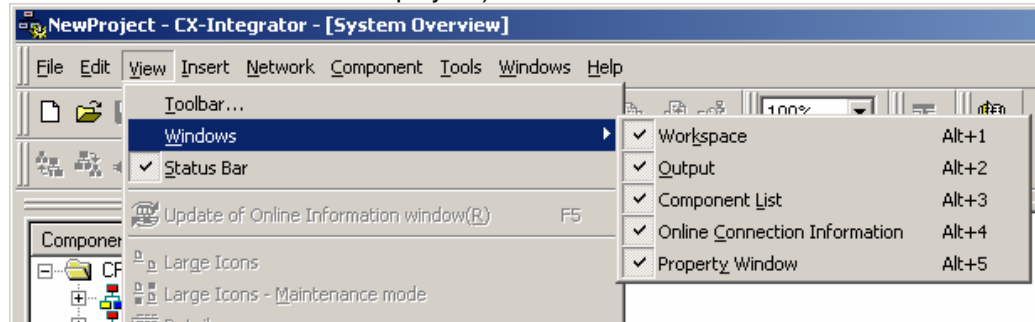 NewProject - CX-Integrator - [System Overview]
File Edit View Insert Network Component Tools Windows Help
Toolbar...
100%
Windows
Workspace Alt+1
Status Bar
Output Alt+2
Component List Alt+3
Update of Online Information window(R) F5
Online Connection Information Alt+4
Large Icons
Property Window Alt+5
Large Icons - Maintenance mode